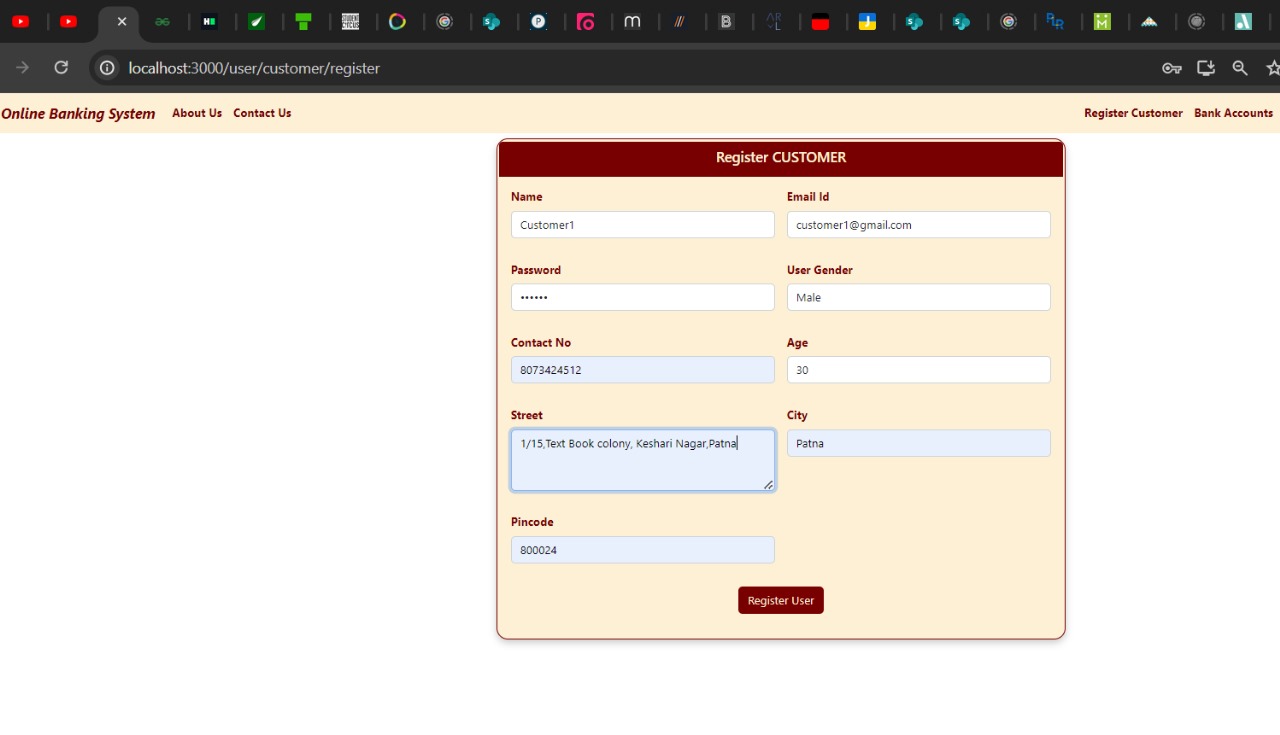 localhost:3000/user/customer/register
Online Banking System About Us Contact Us Register Customer Bank Accounts
Register CUSTOMER
Name Email Id
Customer1 customer1@gmail.com
Password User Gender
•••••• Male
Contact No Age
8073424512 30
Street City
1/15,Text Book colony, Keshari Nagar,Patna Patna
Pincode
800024
Register User